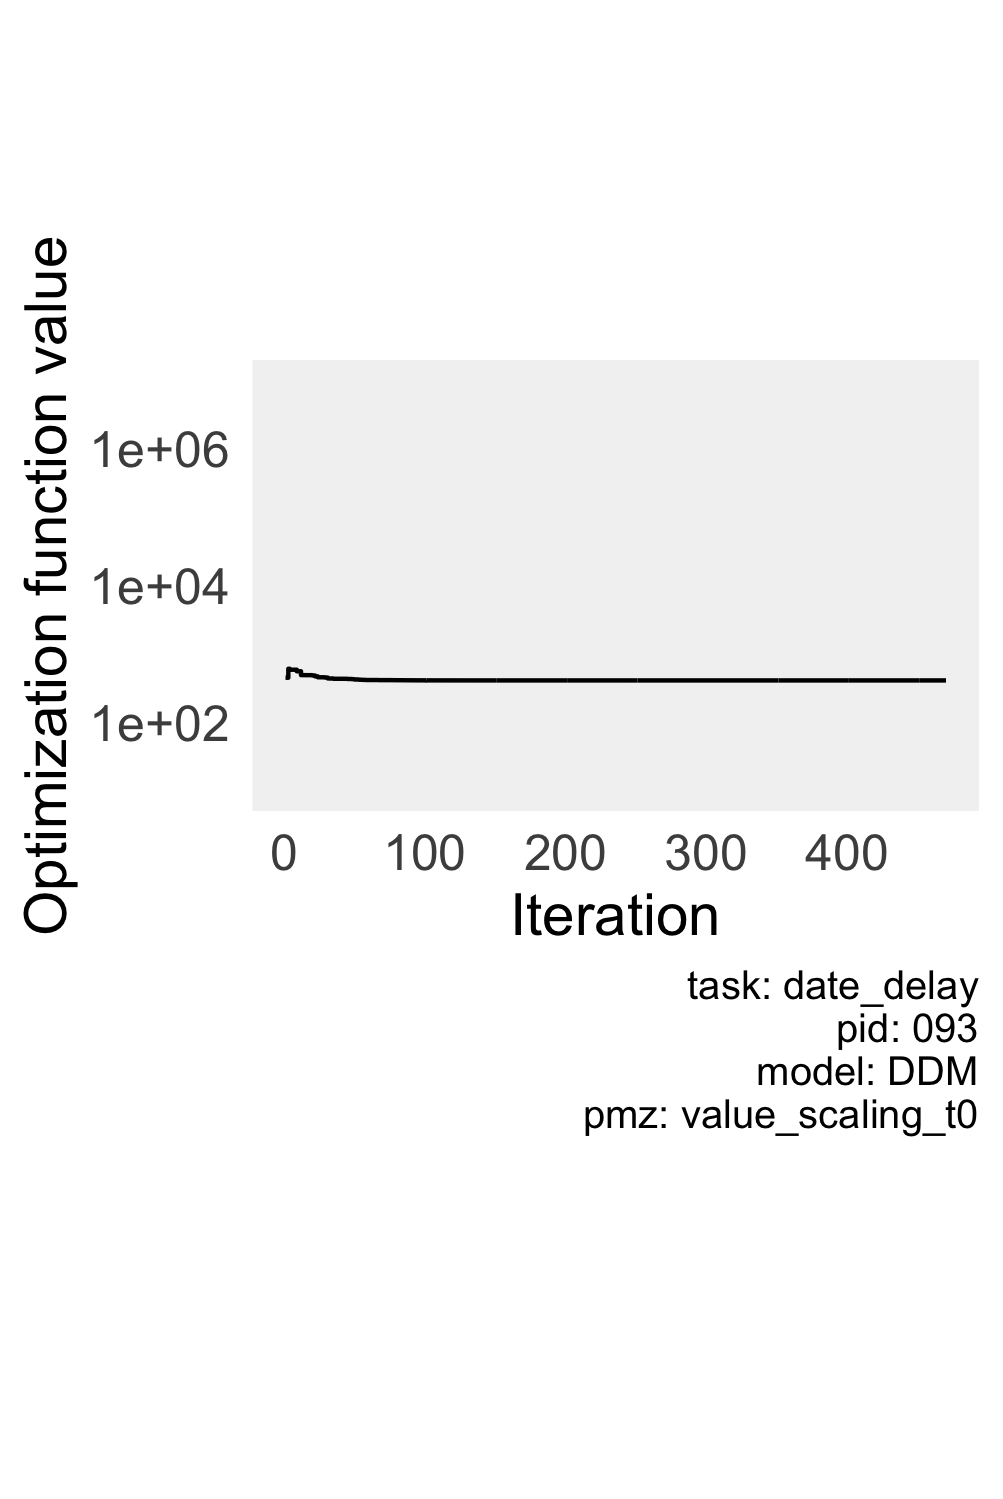 Optimization function value
1e+06
1e+04
1e+02
0 100 200 300 400
Iteration
task: date_delay
pid: 093
model: DDM
pmz: value_scaling_t0